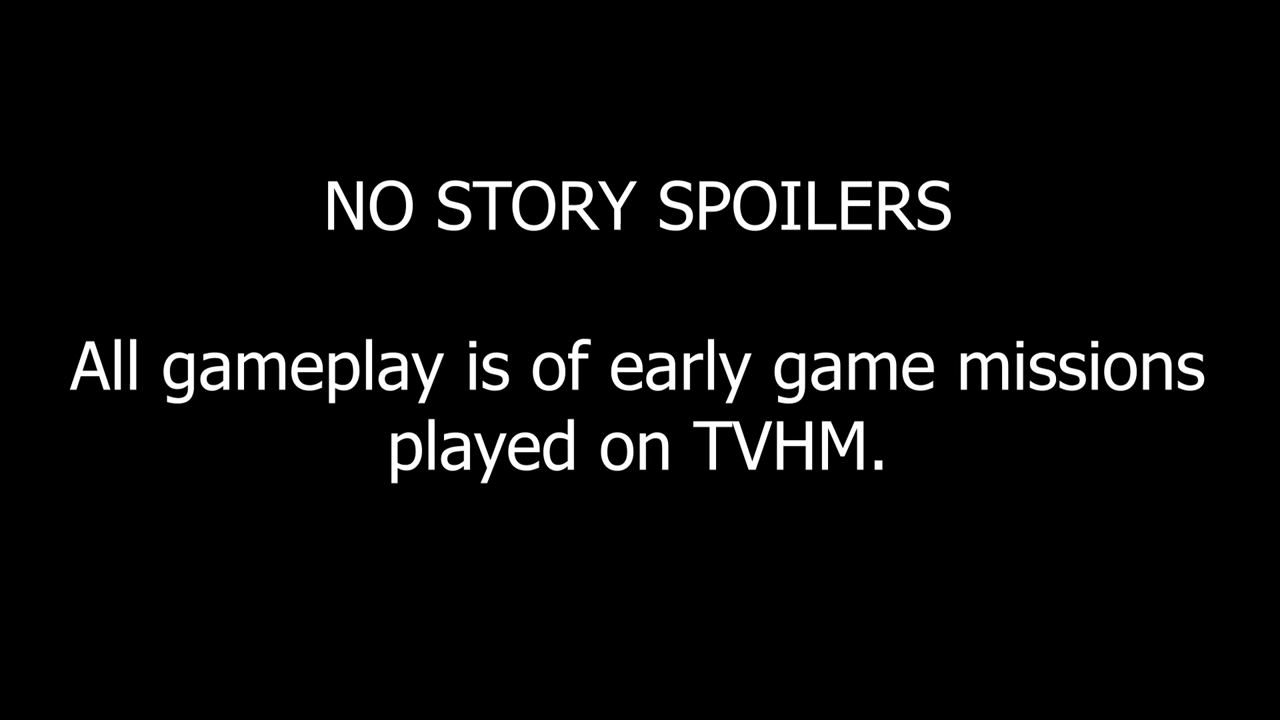 NO STORY SPOILERS
All gameplay is of early game missions
played on TVHM.